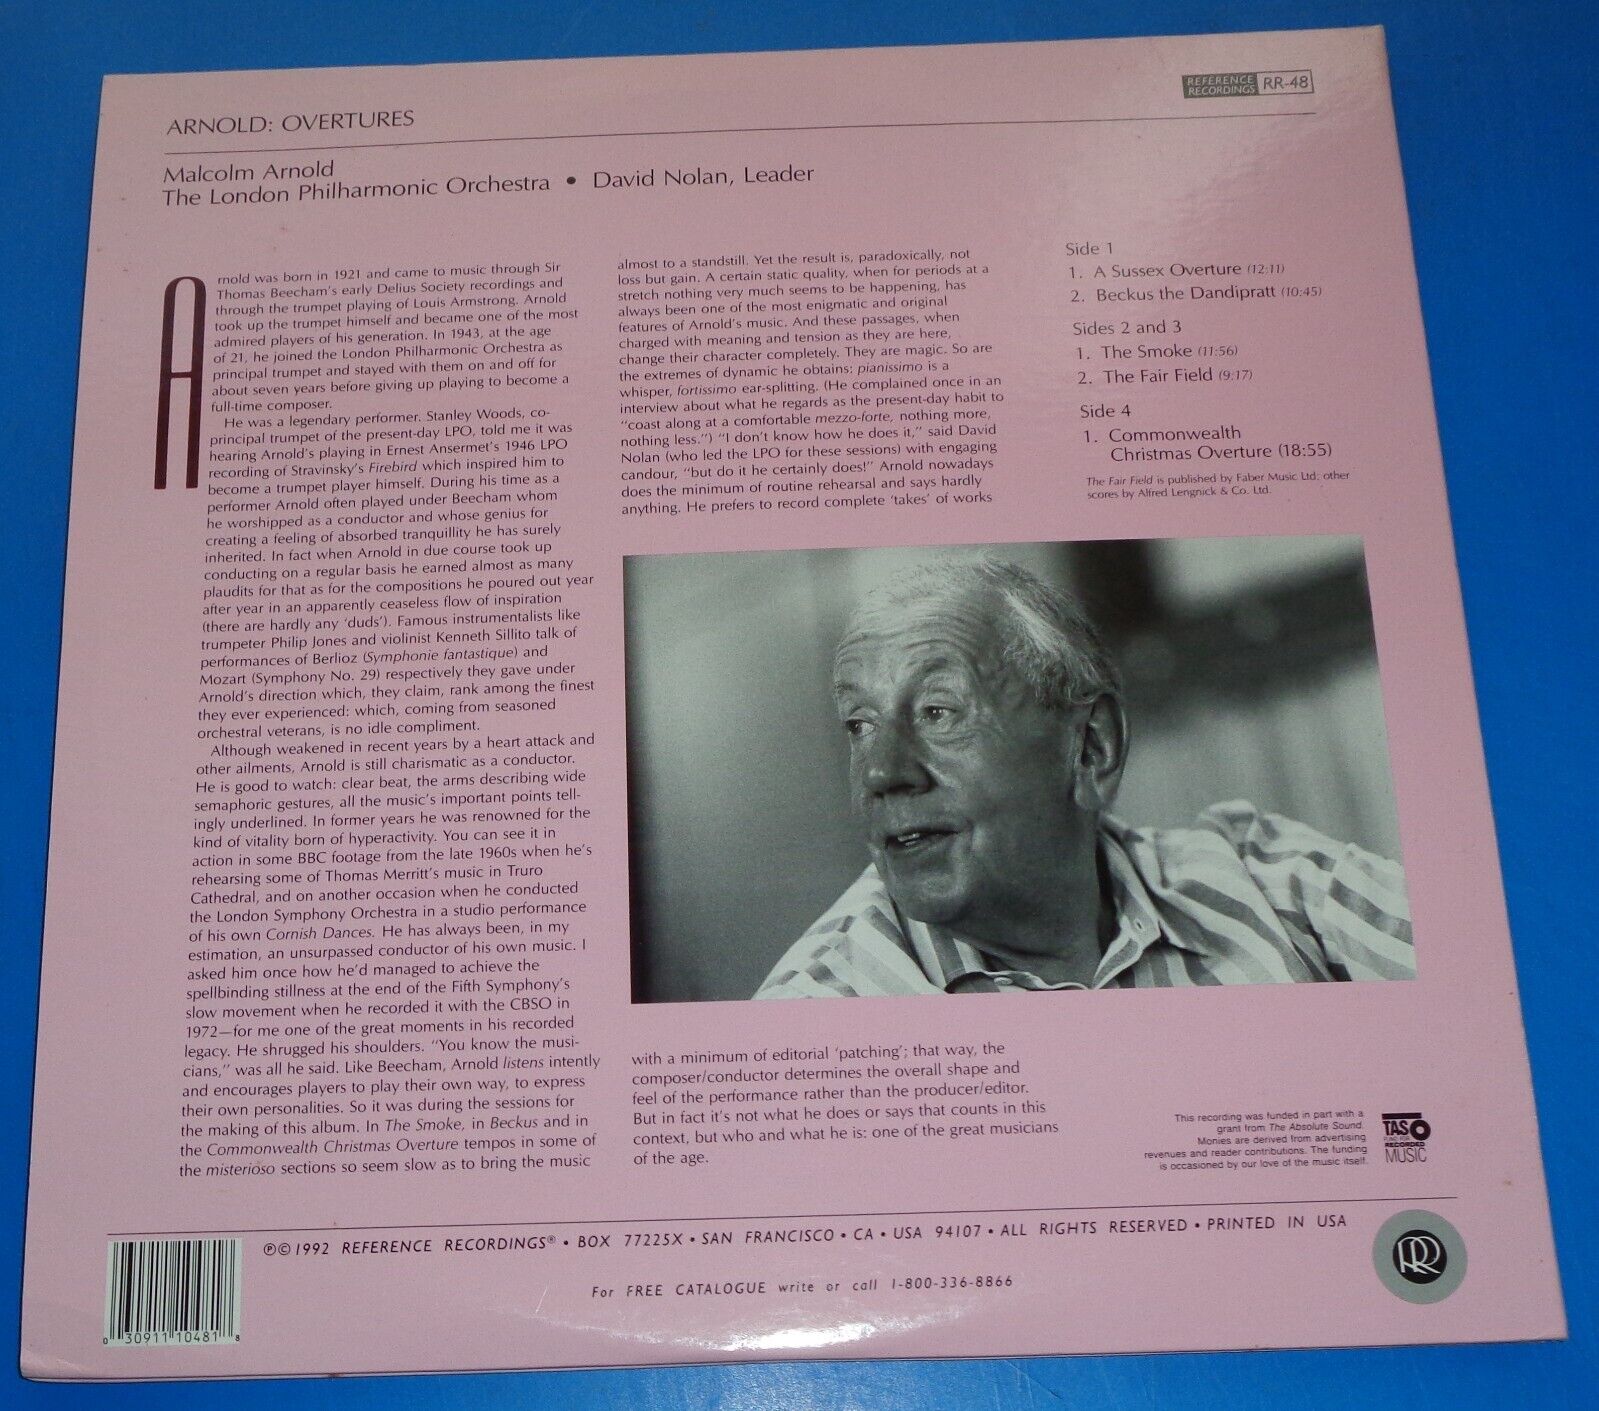 REFERENCE
RECORDINGS
RR-48
ARNOLD: OVERTURES
Malcolm Arnold
The London Philharmonic Orchestra • David Nolan, Leader
Arnold was born in 1921 and came to music through Sir
Thomas Beecham's early Delius Society recordings and
through the trumpet playing of Louis Armstrong. Arnold
took up the trumpet himself and became one of the most
admired players of his generation. In 1943, at the age
of 21, he joined the London Philharmonic Orchestra as
principal trumpet and stayed with them on and off for
about seven years before giving up playing to become a
full-time composer.
He was a legendary performer. Stanley Woods, co-
principal trumpet of the present-day LPO, told me it was
hearing Arnold's playing in Ernest Ansermet's 1946 LPO
recording of Stravinsky's Firebird which inspired him to
become a trumpet player himself. During his time as a
performer Arnold often played under Beecham whom
he worshipped as a conductor and whose genius for
creating a feeling of absorbed tranquillity he has surely
inherited. In fact when Arnold in due course took up
conducting on a regular basis he earned almost as many
plaudits for that as for the compositions he poured out year
after year in an apparently ceaseless flow of inspiration
(there are hardly any 'duds'). Famous instrumentalists like
trumpeter Philip Jones and violinist Kenneth Sillito talk of
performances of Berlioz (Symphonie fantastique) and
Mozart (Symphony No. 29) respectively they gave under
Arnold's direction which, they claim, rank among the finest
they ever experienced: which, coming from seasoned
orchestral veterans, is no idle compliment.
Although weakened in recent years by a heart attack and
other ailments, Arnold is still charismatic as a conductor.
He is good to watch: clear beat, the arms describing wide
semaphoric gestures, all the music's important points tell-
ingly underlined. In former years he was renowned for the
kind of vitality born of hyperactivity. You can see it in
action in some BBC footage from the late 1960s when he's
rehearsing some of Thomas Merritt's music in Truro
Cathedral, and on another occasion when he conducted
the London Symphony Orchestra in a studio performance
of his own Cornish Dances. He has always been, in my
estimation, an unsurpassed conductor of his own music. I
asked him once how he'd managed to achieve the
spellbinding stillness at the end of the Fifth Symphony's
slow movement when he recorded it with the CBSO in
1972—for me one of the great moments in his recorded
legacy. He shrugged his shoulders. "You know the musi-
cians," was all he said. Like Beecham, Arnold listens intently
and encourages players to play their own way, to express
their own personalities. So it was during the sessions for
the making of this album. In The Smoke, in Beckus and in
the Commonwealth Christmas Overture tempos in some of
the misterioso sections so seem slow as to bring the music
almost to a standstill. Yet the result is, paradoxically, not
loss but gain. A certain static quality, when for periods at a
stretch nothing very much seems to be happening, has
always been one of the most enigmatic and original
features of Arnold's music. And these passages, when
charged with meaning and tension as they are here,
change their character completely. They are magic. So are
the extremes of dynamic he obtains: pianissimo is a
whisper, fortissimo ear-splitting. (He complained once in an
interview about what he regards as the present-day habit to
"coast along at a comfortable mezzo-forte, nothing more,
nothing less.") "I don't know how he does it," said David
Nolan (who led the LPO for these sessions) with engaging
candour, "but do it he certainly does!" Arnold nowadays
does the minimum of routine rehearsal and says hardly
anything. He prefers to record complete 'takes' of works
with a minimum of editorial 'patching'; that way, the
composer/conductor determines the overall shape and
feel of the performance rather than the producer/editor.
But in fact it's not what he does or says that counts in this
context, but who and what he is: one of the great musicians
of the age.
Side 1
1. A Sussex Overture (12:11)
2. Beckus the Dandipratt (10:45)
Sides 2 and 3
1. The Smoke (11:56)
2. The Fair Field (9:17)
Side 4
1. Commonwealth
Christmas Overture (18:55)
The Fair Field is published by Faber Music Ltd; other
scores by Alfred Lengnick & Co. Ltd.
This recording was funded in part with a
grant from The Absolute Sound.
Monies are derived from advertising
revenues and reader contributions. The funding
is occasioned by our love of the music itself.
TAS
FUND FOR
RECORDED
MUSIC
℗©1992 REFERENCE RECORDINGS® • BOX 77225X • SAN FRANCISCO • CA • USA 94107 • ALL RIGHTS RESERVED • PRINTED IN USA
For FREE CATALOGUE write or call 1-800-336-8866
RR
0 30911 10481 8